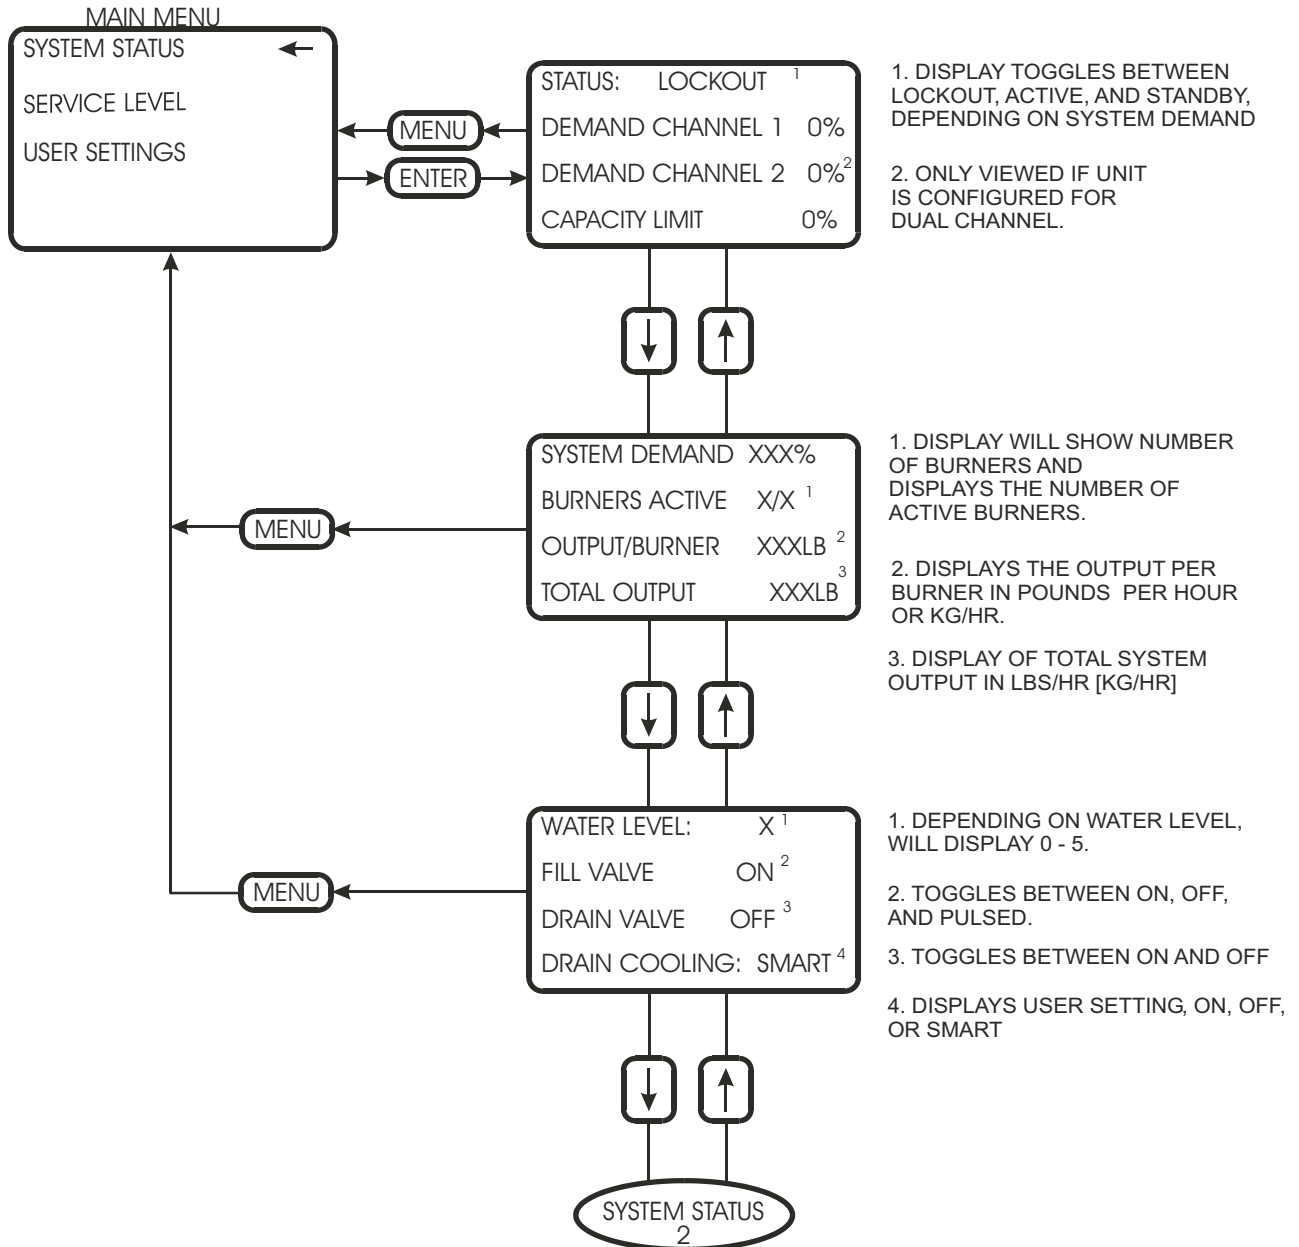 MAIN MENU
SYSTEM STATUS
SERVICE LEVEL
USER SETTINGS
MENU
ENTER
STATUS: LOCKOUT 1
DEMAND CHANNEL 1 0%
DEMAND CHANNEL 2 0% 2
CAPACITY LIMIT 0%
1. DISPLAY TOGGLES BETWEEN
LOCKOUT, ACTIVE, AND STANDBY,
DEPENDING ON SYSTEM DEMAND
2. ONLY VIEWED IF UNIT
IS CONFIGURED FOR
DUAL CHANNEL.
MENU
SYSTEM DEMAND XXX%
BURNERS ACTIVE X/X 1
OUTPUT/BURNER XXXLB 2
TOTAL OUTPUT XXXLB 3
1. DISPLAY WILL SHOW NUMBER
OF BURNERS AND
DISPLAYS THE NUMBER OF
ACTIVE BURNERS.
2. DISPLAYS THE OUTPUT PER
BURNER IN POUNDS PER HOUR
OR KG/HR.
3. DISPLAY OF TOTAL SYSTEM
OUTPUT IN LBS/HR [KG/HR]
MENU
WATER LEVEL: X 1
FILL VALVE ON 2
DRAIN VALVE OFF 3
DRAIN COOLING: SMART 4
1. DEPENDING ON WATER LEVEL,
WILL DISPLAY 0 - 5.
2. TOGGLES BETWEEN ON, OFF,
AND PULSED.
3. TOGGLES BETWEEN ON AND OFF
4. DISPLAYS USER SETTING, ON, OFF,
OR SMART
SYSTEM STATUS
2